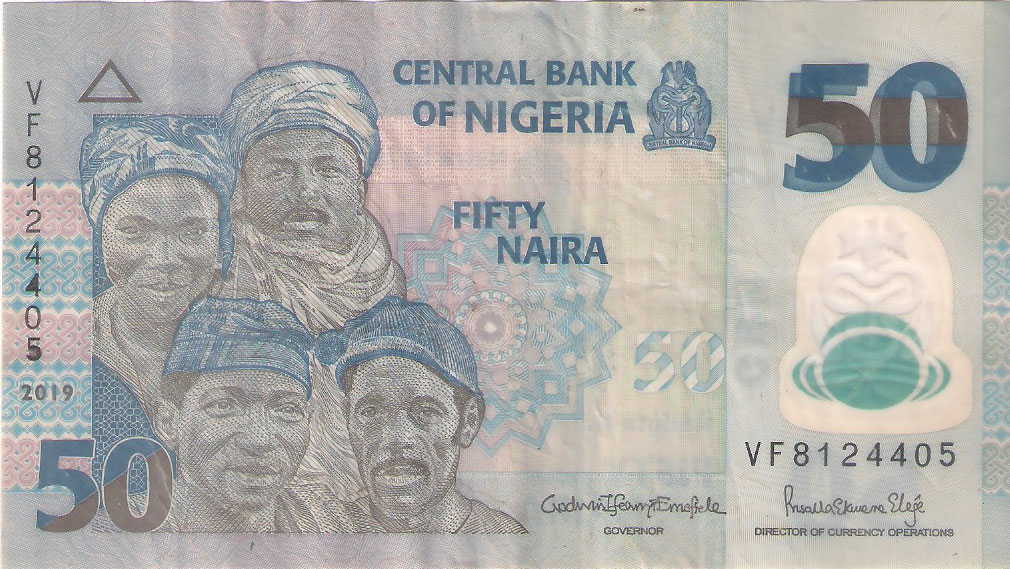 CENTRAL BANK
OF NIGERIA
CENTRAL BANK OF NIGERIA
50
VF8124405
FIFTY
NAIRA
50
2019
50
VF8124405
Godwin Ifeanyi Emefiele
GOVERNOR
Priscilla Ekwere Eleje
DIRECTOR OF CURRENCY OPERATIONS